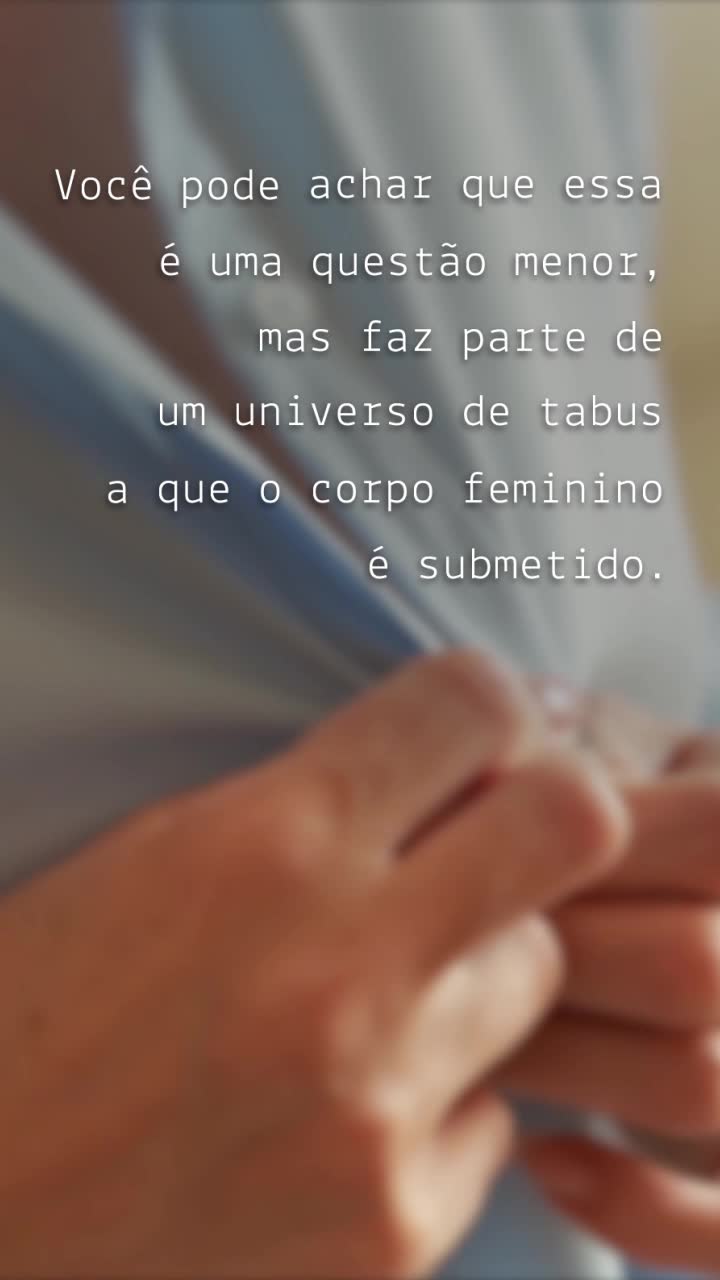 Você pode achar que essa
é uma questão menor,
mas faz parte de
um universo de tabus
a que o corpo feminino
é submetido.